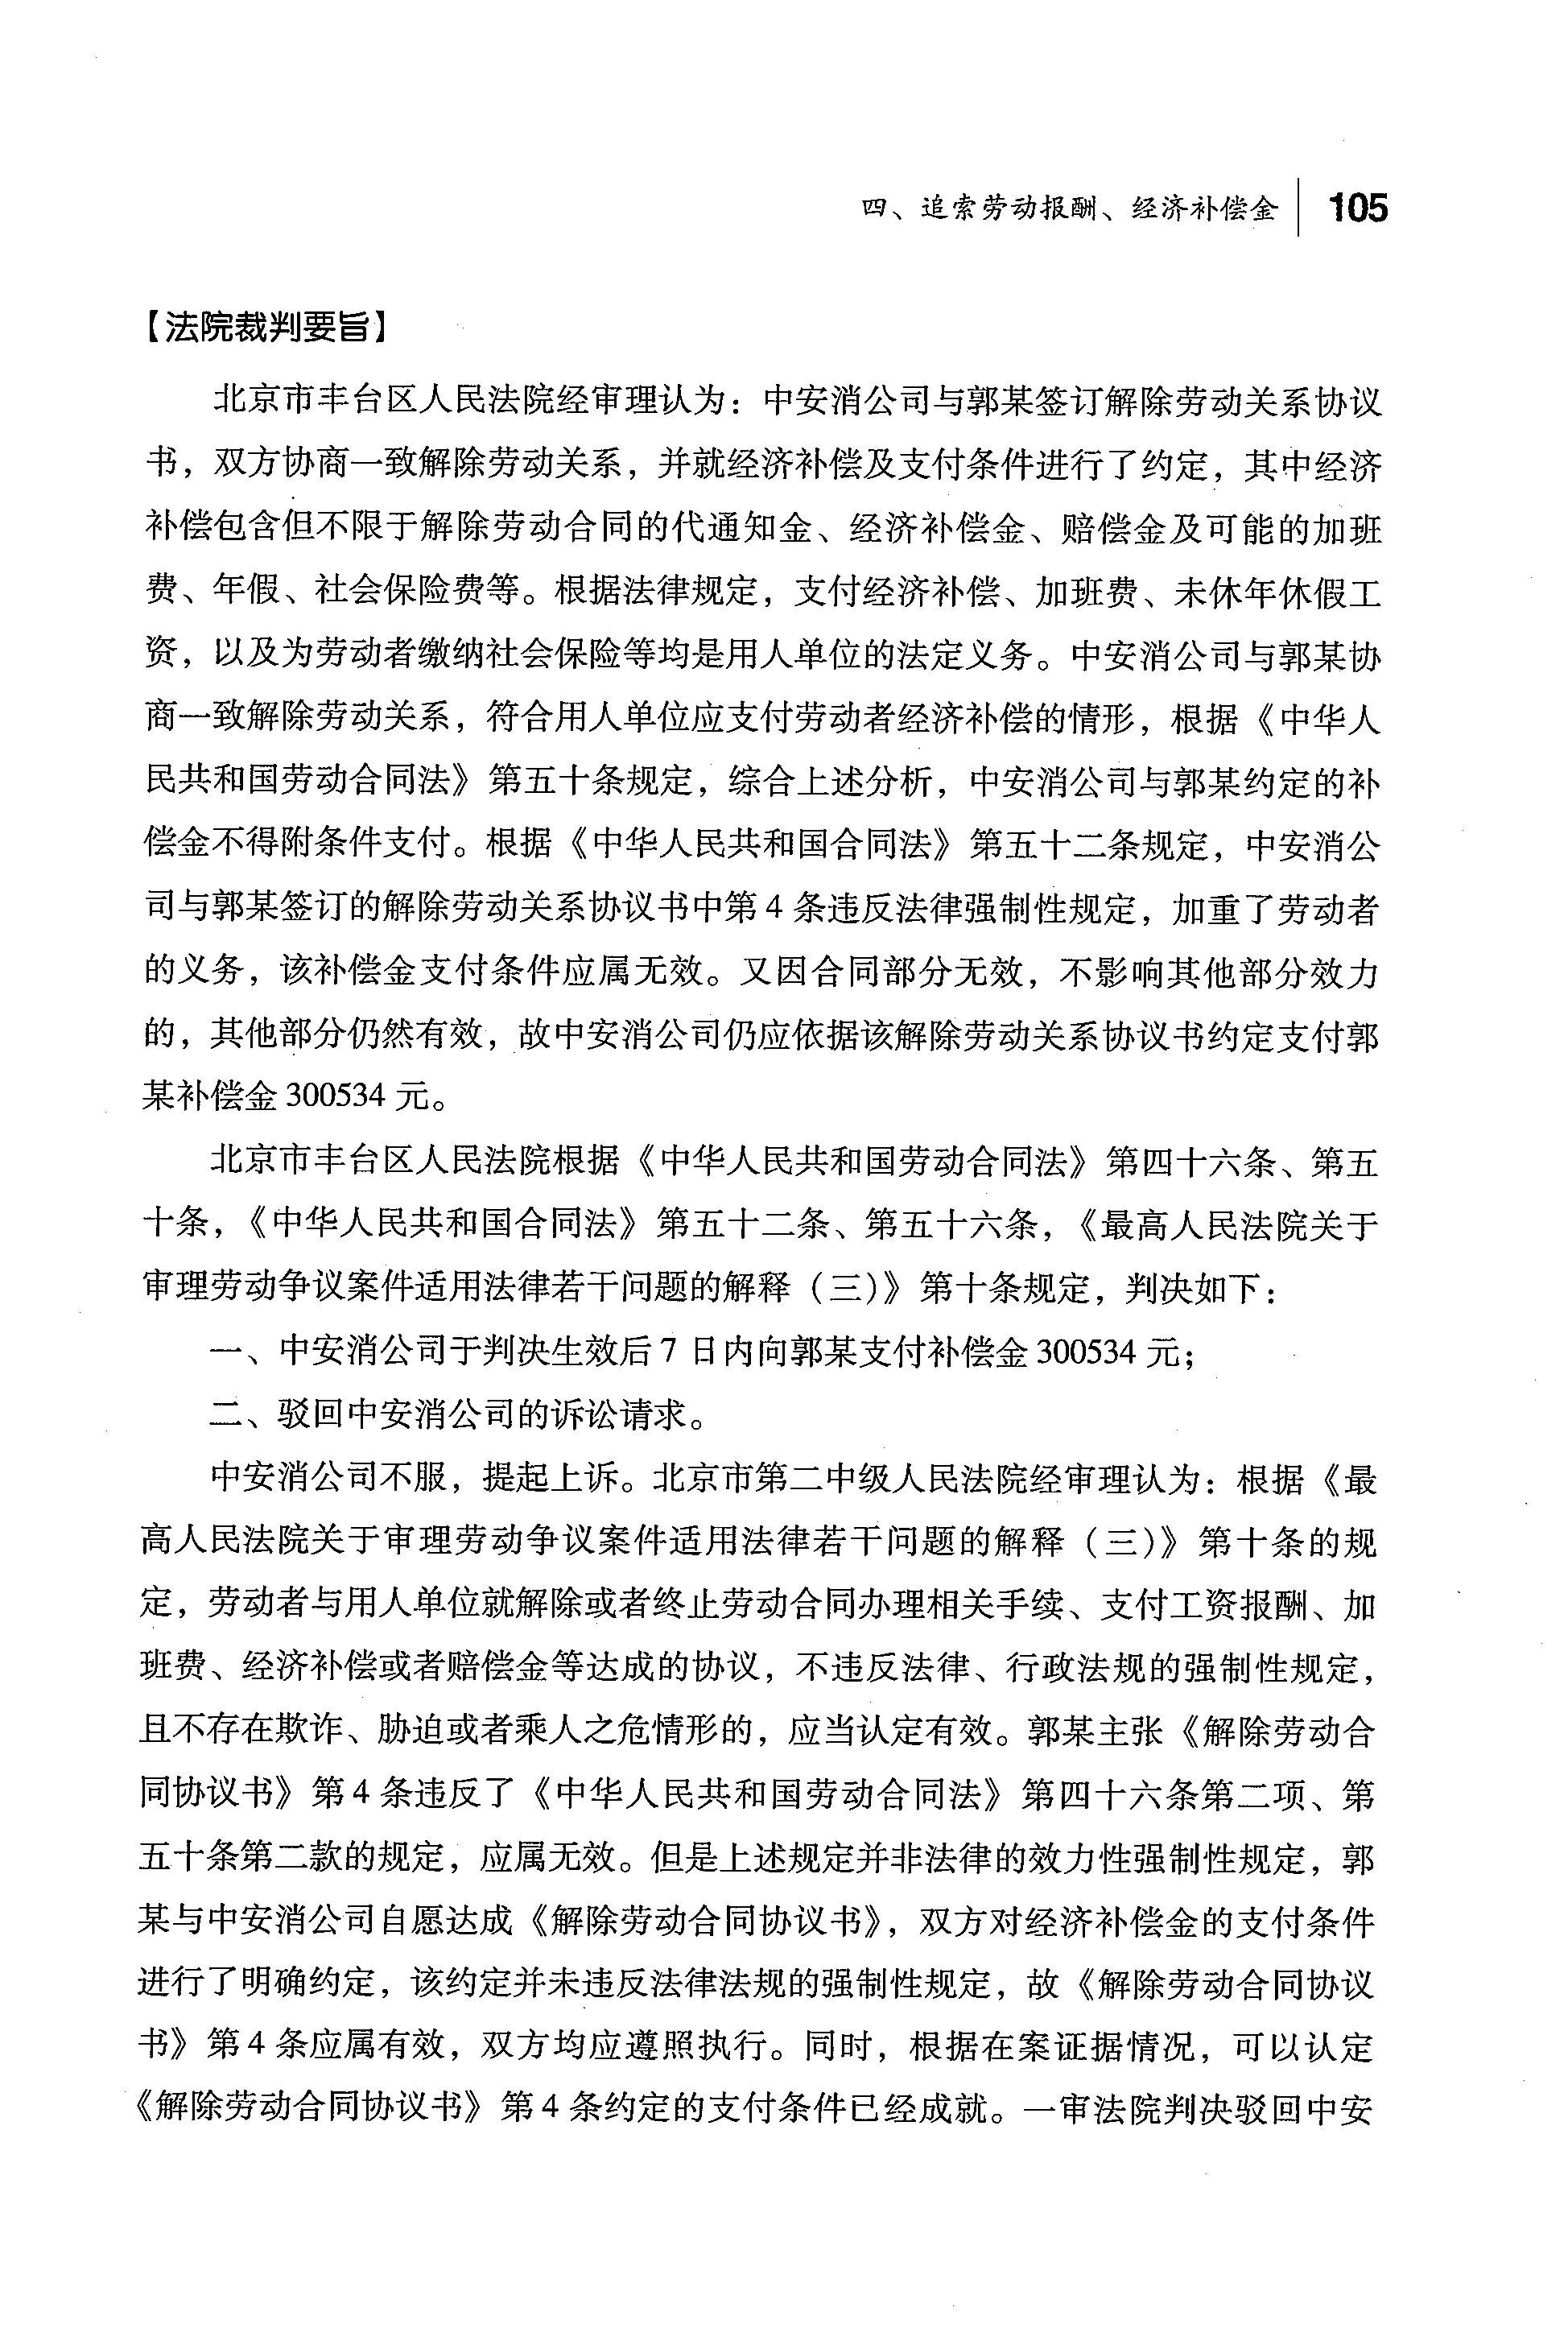 四、追索劳动报酬、经济补偿金 105
【法院裁判要旨】
北京市丰台区人民法院经审理认为：中安消公司与郭某签订解除劳动关系协议
书，双方协商一致解除劳动关系，并就经济补偿及支付条件进行了约定，其中经济
补偿包含但不限于解除劳动合同的代通知金、经济补偿金、赔偿金及可能的加班
费、年假、社会保险费等。根据法律规定，支付经济补偿、加班费、未休年休假工
资，以及为劳动者缴纳社会保险等均是用人单位的法定义务。中安消公司与郭某协
商一致解除劳动关系，符合用人单位应支付劳动者经济补偿的情形，根据《中华人
民共和国劳动合同法》第五十条规定，综合上述分析，中安消公司与郭某约定的补
偿金不得附条件支付。根据《中华人民共和国合同法》第五十二条规定，中安消公
司与郭某签订的解除劳动关系协议书中第4条违反法律强制性规定，加重了劳动者
的义务，该补偿金支付条件应属无效。又因合同部分无效，不影响其他部分效力
的，其他部分仍然有效，故中安消公司仍应依据该解除劳动关系协议书约定支付郭
某补偿金300534元。
北京市丰台区人民法院根据《中华人民共和国劳动合同法》第四十六条、第五
十条，《中华人民共和国合同法》第五十二条、第五十六条，《最高人民法院关于
审理劳动争议案件适用法律若干问题的解释（三）》第十条规定，判决如下：
一、中安消公司于判决生效后7日内向郭某支付补偿金300534元；
二、驳回中安消公司的诉讼请求。
中安消公司不服，提起上诉。北京市第二中级人民法院经审理认为：根据《最
高人民法院关于审理劳动争议案件适用法律若干问题的解释（三）》第十条的规
定，劳动者与用人单位就解除或者终止劳动合同办理相关手续、支付工资报酬、加
班费、经济补偿或者赔偿金等达成的协议，不违反法律、行政法规的强制性规定，
且不存在欺诈、胁迫或者乘人之危情形的，应当认定有效。郭某主张《解除劳动合
同协议书》第4条违反了《中华人民共和国劳动合同法》第四十六条第二项、第
五十条第二款的规定，应属无效。但是上述规定并非法律的效力性强制性规定，郭
某与中安消公司自愿达成《解除劳动合同协议书》，双方对经济补偿金的支付条件
进行了明确约定，该约定并未违反法律法规的强制性规定，故《解除劳动合同协议
书》第4条应属有效，双方均应遵照执行。同时，根据在案证据情况，可以认定
《解除劳动合同协议书》第4条约定的支付条件已经成就。一审法院判决驳回中安